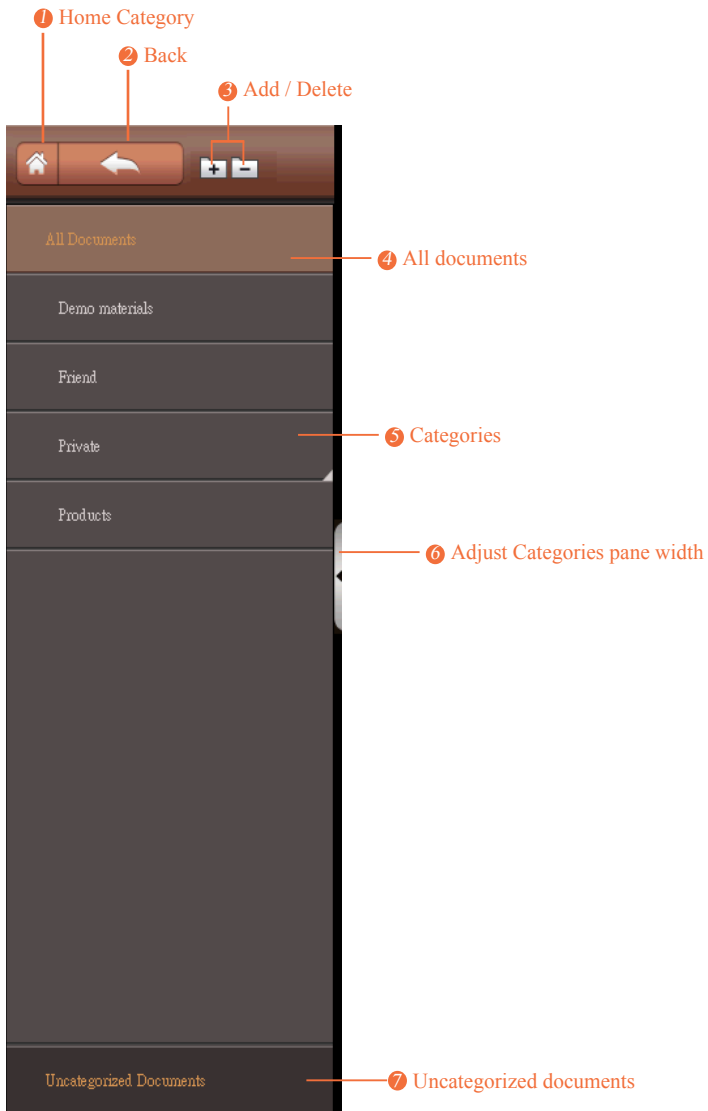 1 Home Category
2 Back
3 Add / Delete
All Documents
4 All documents
Demo materials
Friend
Private
5 Categories
Products
6 Adjust Categories pane width
Uncategorized Documents
7 Uncategorized documents